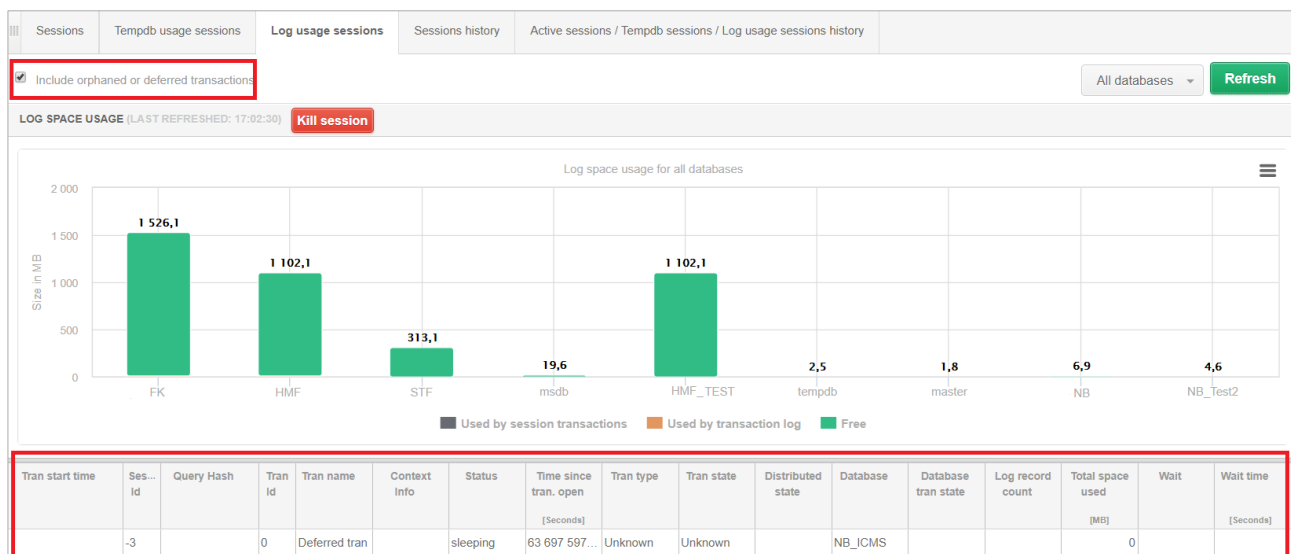 Sessions Tempdb usage sessions Log usage sessions Sessions history Active sessions / Tempdb sessions / Log usage sessions history
Include orphaned or deferred transactions All databases Refresh
LOG SPACE USAGE (LAST REFRESHED: 17:02:30) Kill session
Log space usage for all databases
Size in MB
2 000
1 500
1 000
500
0
1 526,1
1 102,1
313,1
19,6
1 102,1
2,5
1,8
6,9
4,6
FK HMF STF msdb HMF_TEST tempdb master NB NB_Test2
Used by session transactions Used by transaction log Free
Tran start time Ses... Id Query Hash Tran Id Tran name Context Info Status Time since tran. open [Seconds] Tran type Tran state Distributed state Database Database tran state Log record count Total space used [MB] Wait Wait time [Seconds]
-3 0 Deferred tran sleeping 63 697 597... Unknown Unknown NB_ICMS 0